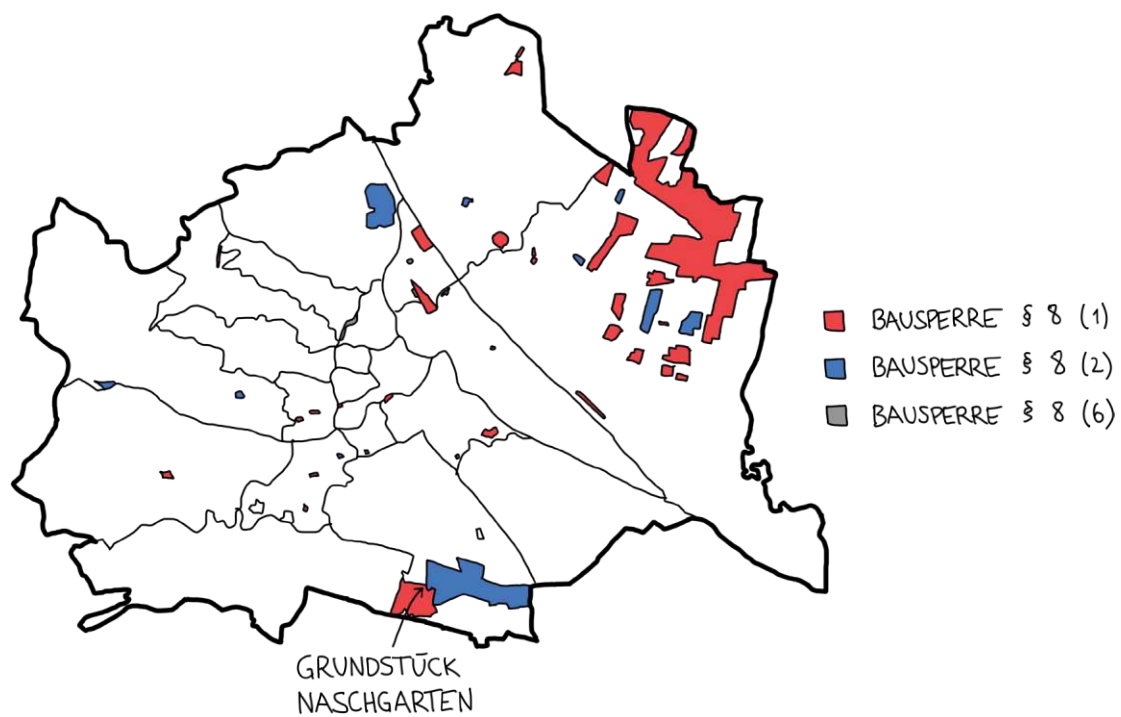 BAUSPERRE § 8 (1)
BAUSPERRE § 8 (2)
BAUSPERRE § 8 (6)
GRUNDSTÜCK
NASCHGARTEN